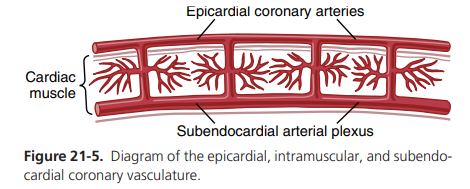 Epicardial coronary arteries
Cardiac
muscle
Subendocardial arterial plexus
Figure 21-5. Diagram of the epicardial, intramuscular, and subendo-
cardial coronary vasculature.